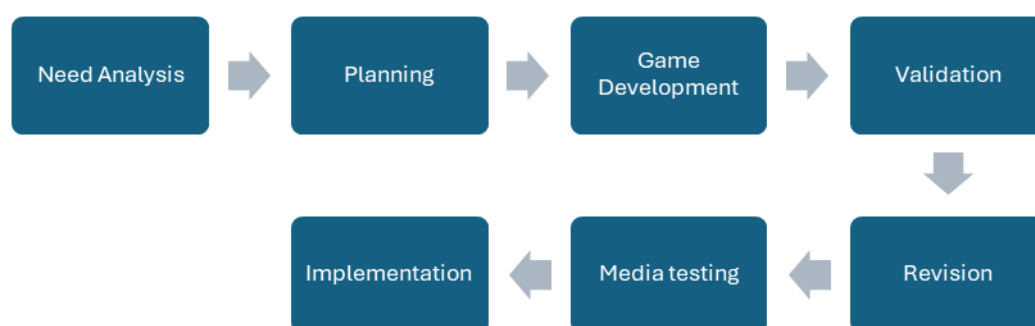 Need Analysis
Planning
Game
Development
Validation
Revision
Media testing
Implementation